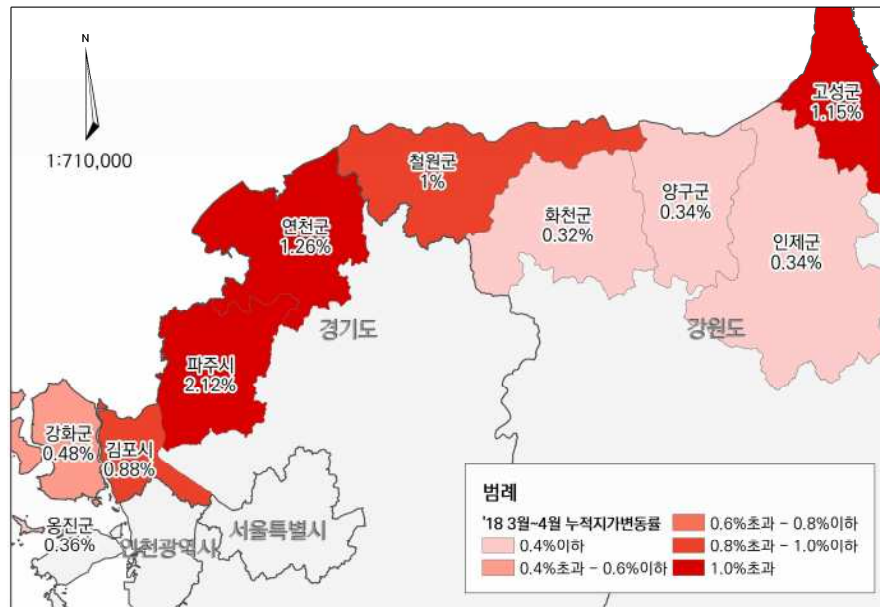 N
1:710,000
고성군
1.15%
철원군
1%
양구군
0.34%
화천군
0.32%
연천군
1.26%
인제군
0.34%
경기도
강원도
파주시
2.12%
강화군
0.48%
김포시
0.88%
옹진군
0.36%
인천광역시
서울특별시
범례
'18 3월~4월 누적지가변동률
0.4%이하
0.4%초과 - 0.6%이하
0.6%초과 - 0.8%이하
0.8%초과 - 1.0%이하
1.0%초과